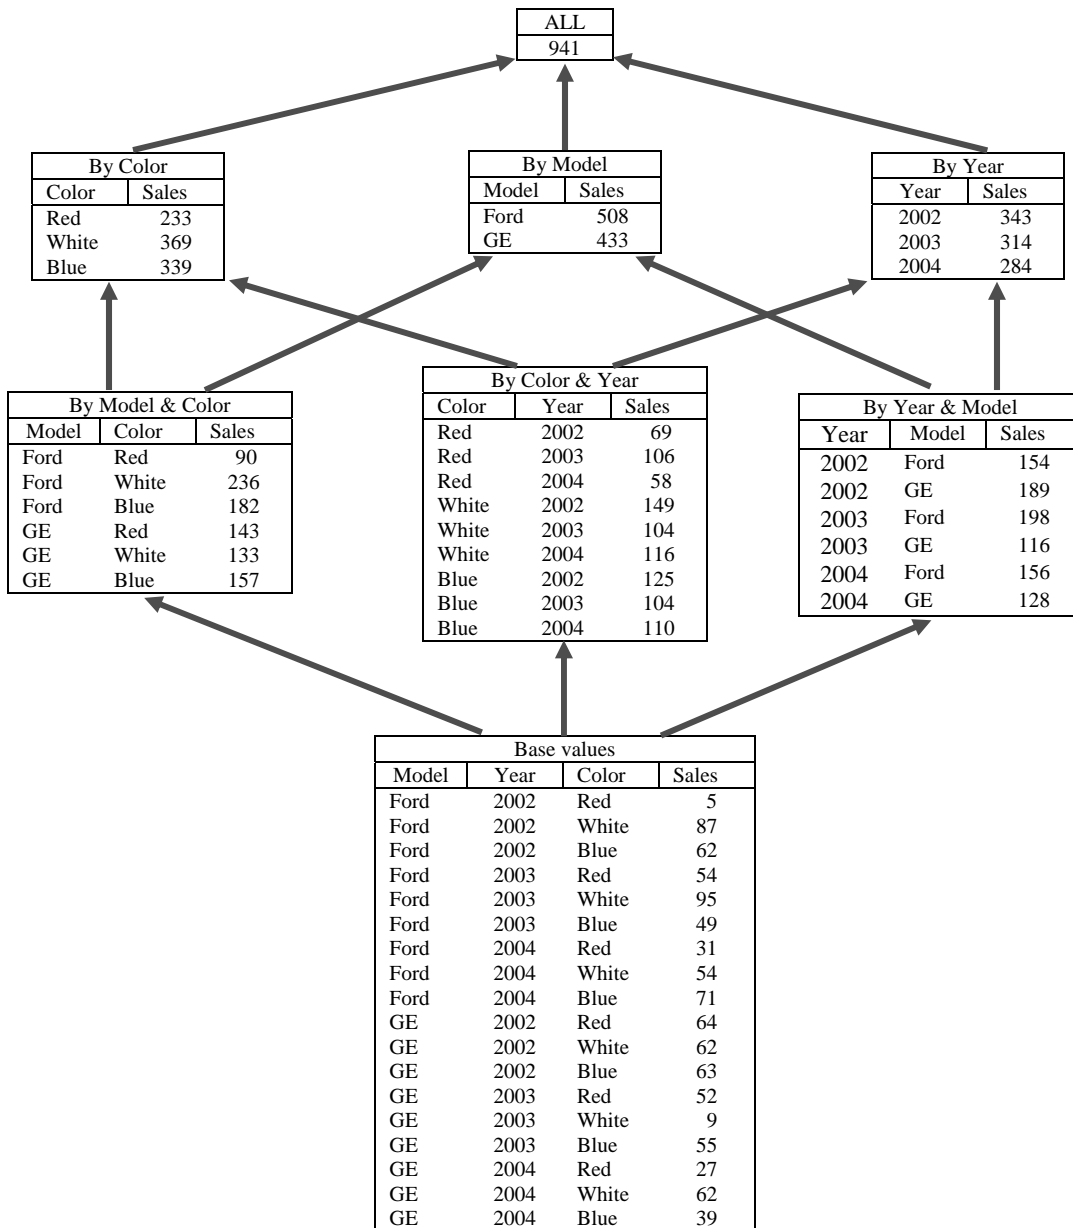 ALL
941
By Color
Color Sales
Red 233
White 369
Blue 339
By Model
Model Sales
Ford 508
GE 433
By Year
Year Sales
2002 343
2003 314
2004 284
By Model & Color
Model Color Sales
Ford Red 90
Ford White 236
Ford Blue 182
GE Red 143
GE White 133
GE Blue 157
By Color & Year
Color Year Sales
Red 2002 69
Red 2003 106
Red 2004 58
White 2002 149
White 2003 104
White 2004 116
Blue 2002 125
Blue 2003 104
Blue 2004 110
By Year & Model
Year Model Sales
2002 Ford 154
2002 GE 189
2003 Ford 198
2003 GE 116
2004 Ford 156
2004 GE 128
Base values
Model Year Color Sales
Ford 2002 Red 5
Ford 2002 White 87
Ford 2002 Blue 62
Ford 2003 Red 54
Ford 2003 White 95
Ford 2003 Blue 49
Ford 2004 Red 31
Ford 2004 White 54
Ford 2004 Blue 71
GE 2002 Red 64
GE 2002 White 62
GE 2002 Blue 63
GE 2003 Red 52
GE 2003 White 9
GE 2003 Blue 55
GE 2004 Red 27
GE 2004 White 62
GE 2004 Blue 39